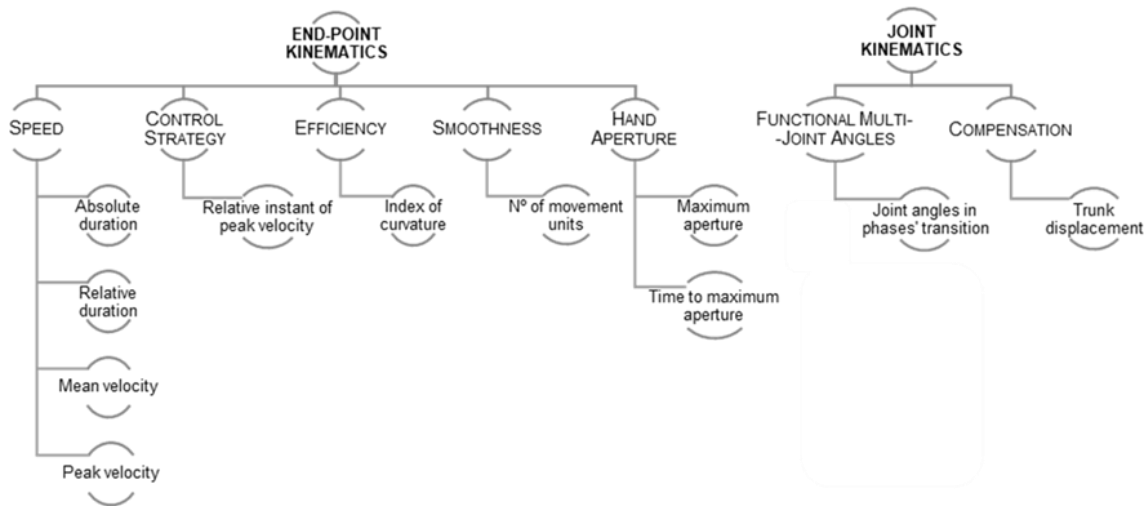 END-POINT
KINEMATICS
JOINT
KINEMATICS
SPEED
CONTROL
STRATEGY
EFFICIENCY
SMOOTHNESS
HAND
APERTURE
FUNCTIONAL MULTI-
-JOINT ANGLES
COMPENSATION
Absolute
duration
Relative instant of
peak velocity
Index of
curvature
Nº of movement
units
Maximum
aperture
Joint angles in
phases' transition
Trunk
displacement
Relative
duration
Time to maximum
aperture
Mean velocity
Peak velocity